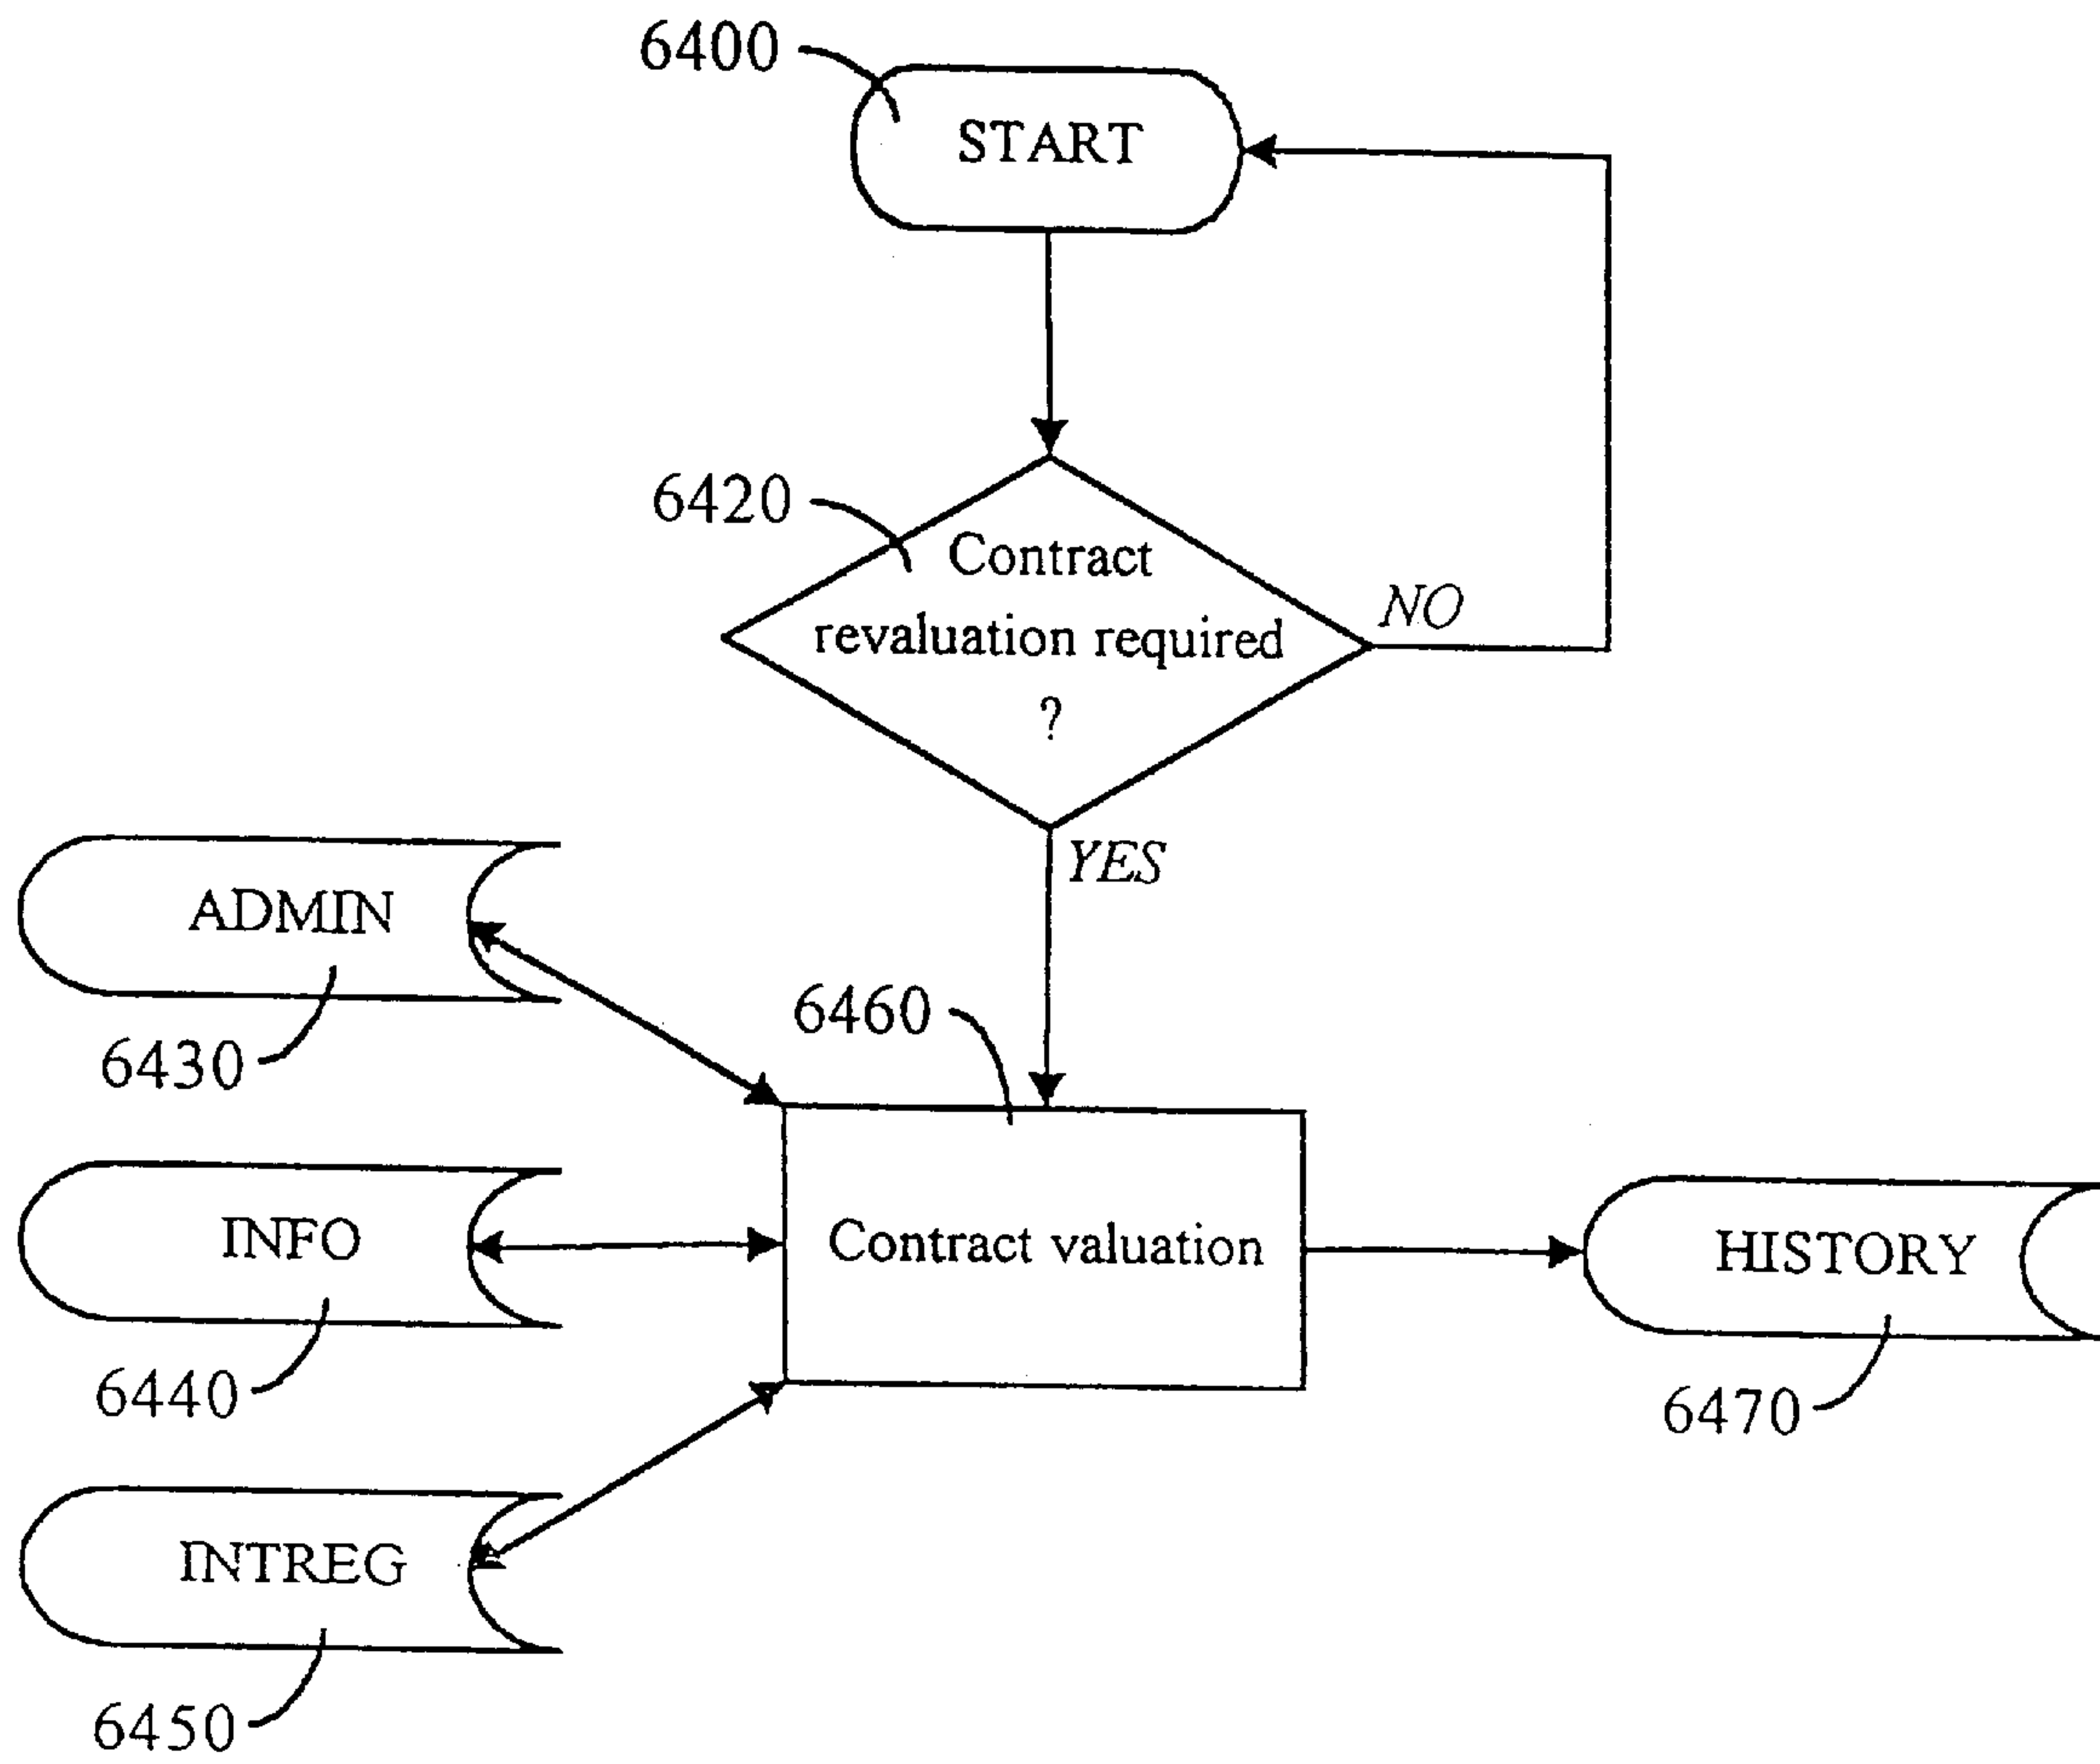 6400
START
6420
Contract
revaluation required
?
NO
YES
ADMIN
6430
6460
INFO
6440
Contract valuation
HISTORY
6470
INTREG
6450